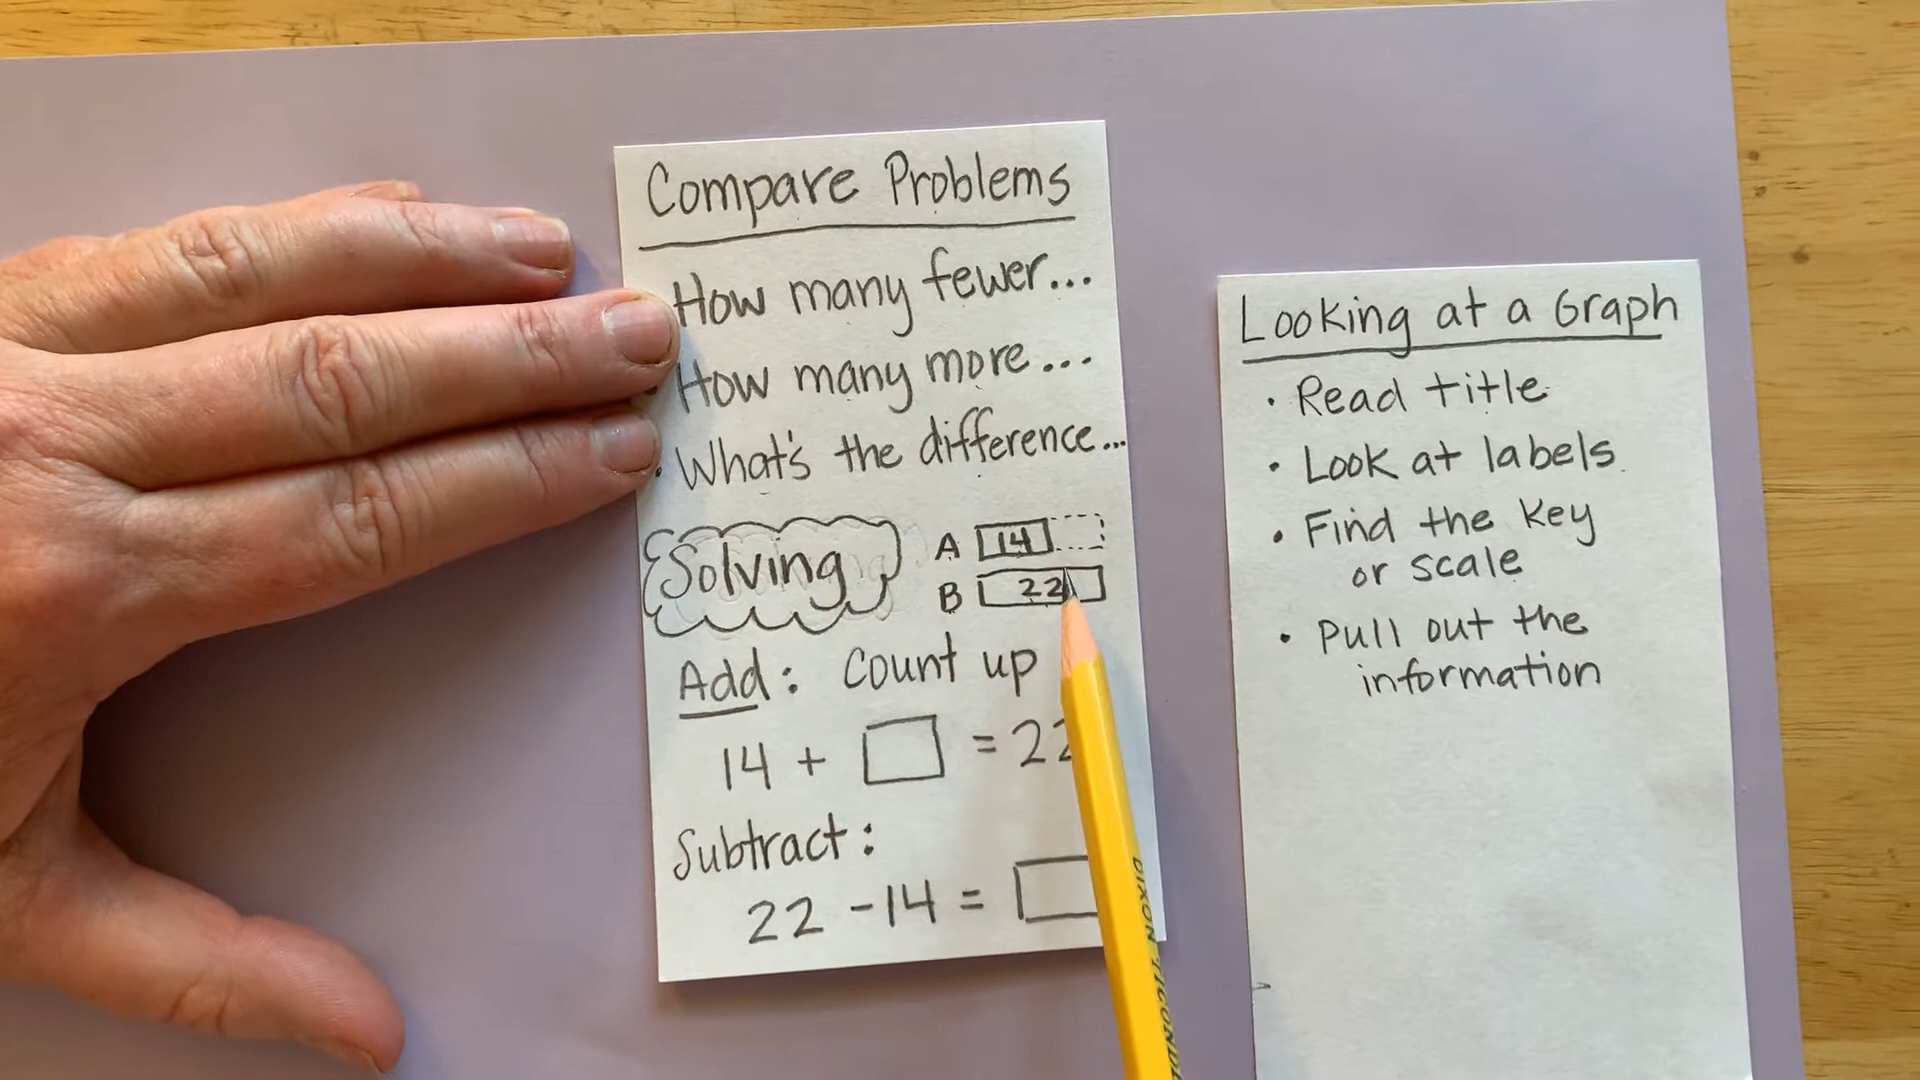 Compare Problems
How many fewer...
• How many more...
• What's the difference...
Solving
A 14
B 22
Add: Count up
14 + = 22
Subtract:
22 - 14 =
Looking at a Graph
• Read title
• Look at labels
• Find the key
or scale
• Pull out the
information
DIXON